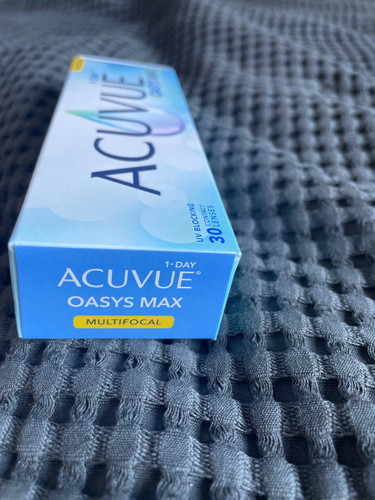 ACUVUE
UV BLOCKING
30 CONTACT LENSES
1-DAY
ACUVUE®
OASYS MAX
MULTIFOCAL